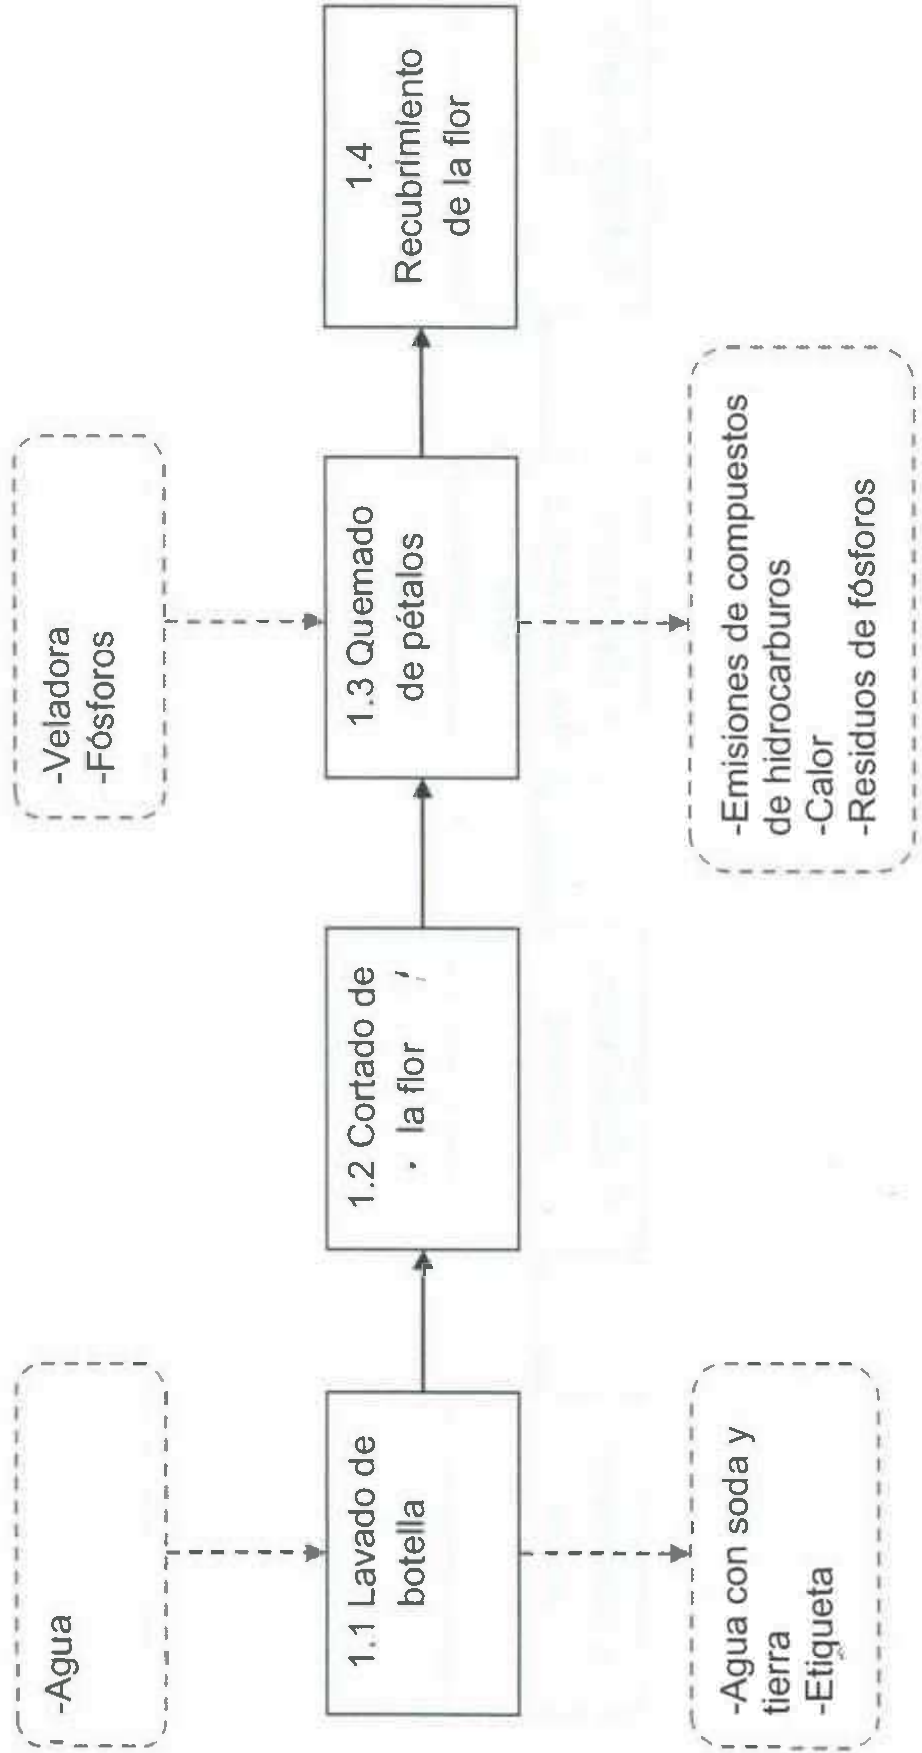 -Agua
-Veladora
-Fósforos
1.1 Lavado de
botella
1.2 Cortado de
la flor
1.3 Quemado
de pétalos
1.4
Recubrimiento
de la flor
-Agua con soda y
tierra
-Etiqueta
-Emisiones de compuestos
de hidrocarburos
-Calor
-Residuos de fósforos